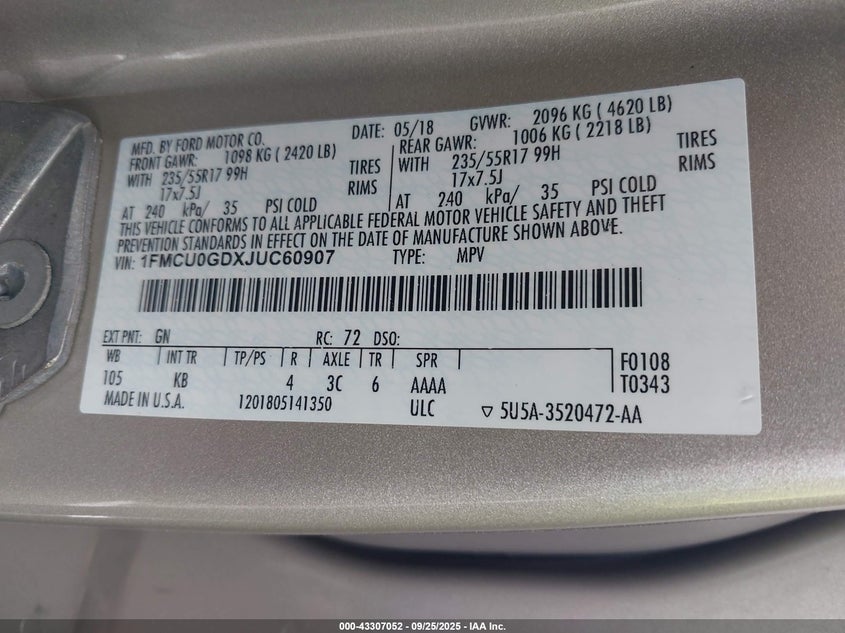 MFD. BY FORD MOTOR CO.
DATE: 05/18 GVWR: 2096 KG ( 4620 LB)
FRONT GAWR: 1098 KG ( 2420 LB)
WITH 235/55R17 99H TIRES
17x7.5J RIMS
AT 240 kPa/ 35 PSI COLD
REAR GAWR: 1006 KG ( 2218 LB)
WITH 235/55R17 99H TIRES
17x7.5J RIMS
AT 240 kPa/ 35 PSI COLD
THIS VEHICLE CONFORMS TO ALL APPLICABLE FEDERAL MOTOR VEHICLE SAFETY AND THEFT
PREVENTION STANDARDS IN EFFECT ON THE DATE OF MANUFACTURE SHOWN ABOVE.
VIN: 1FMCU0GDXJUC60907 TYPE: MPV
EXT PNT: GN RC: 72 DSO:
WB INT TR TP/PS R AXLE TR SPR
105 KB 4 3C 6 AAAA
F0108
T0343
MADE IN U.S.A. 1201805141350 ULC ▽ 5U5A-3520472-AA
000-43307052 - 09/25/2025 - IAA Inc.